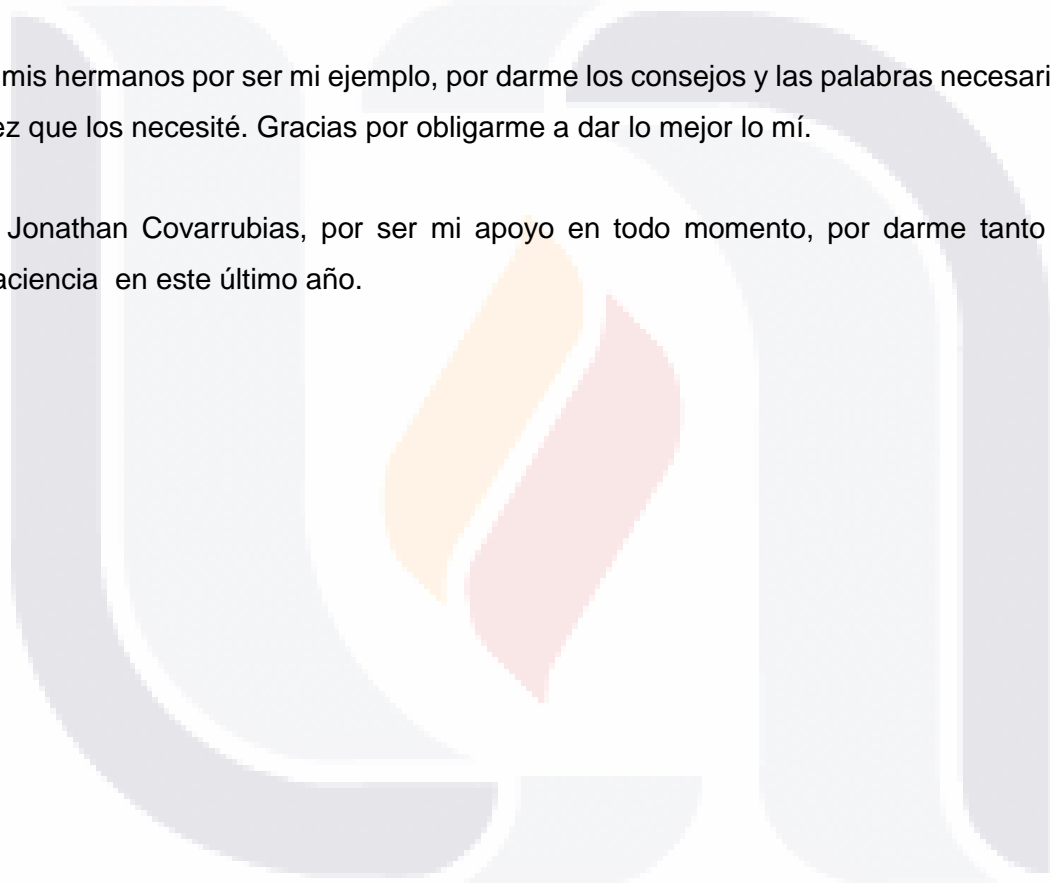 mis hermanos por ser mi ejemplo, por darme los consejos y las palabras necesari
ez que los necesité. Gracias por obligarme a dar lo mejor lo mí.
Jonathan Covarrubias, por ser mi apoyo en todo momento, por darme tanto
aciencia en este último año.